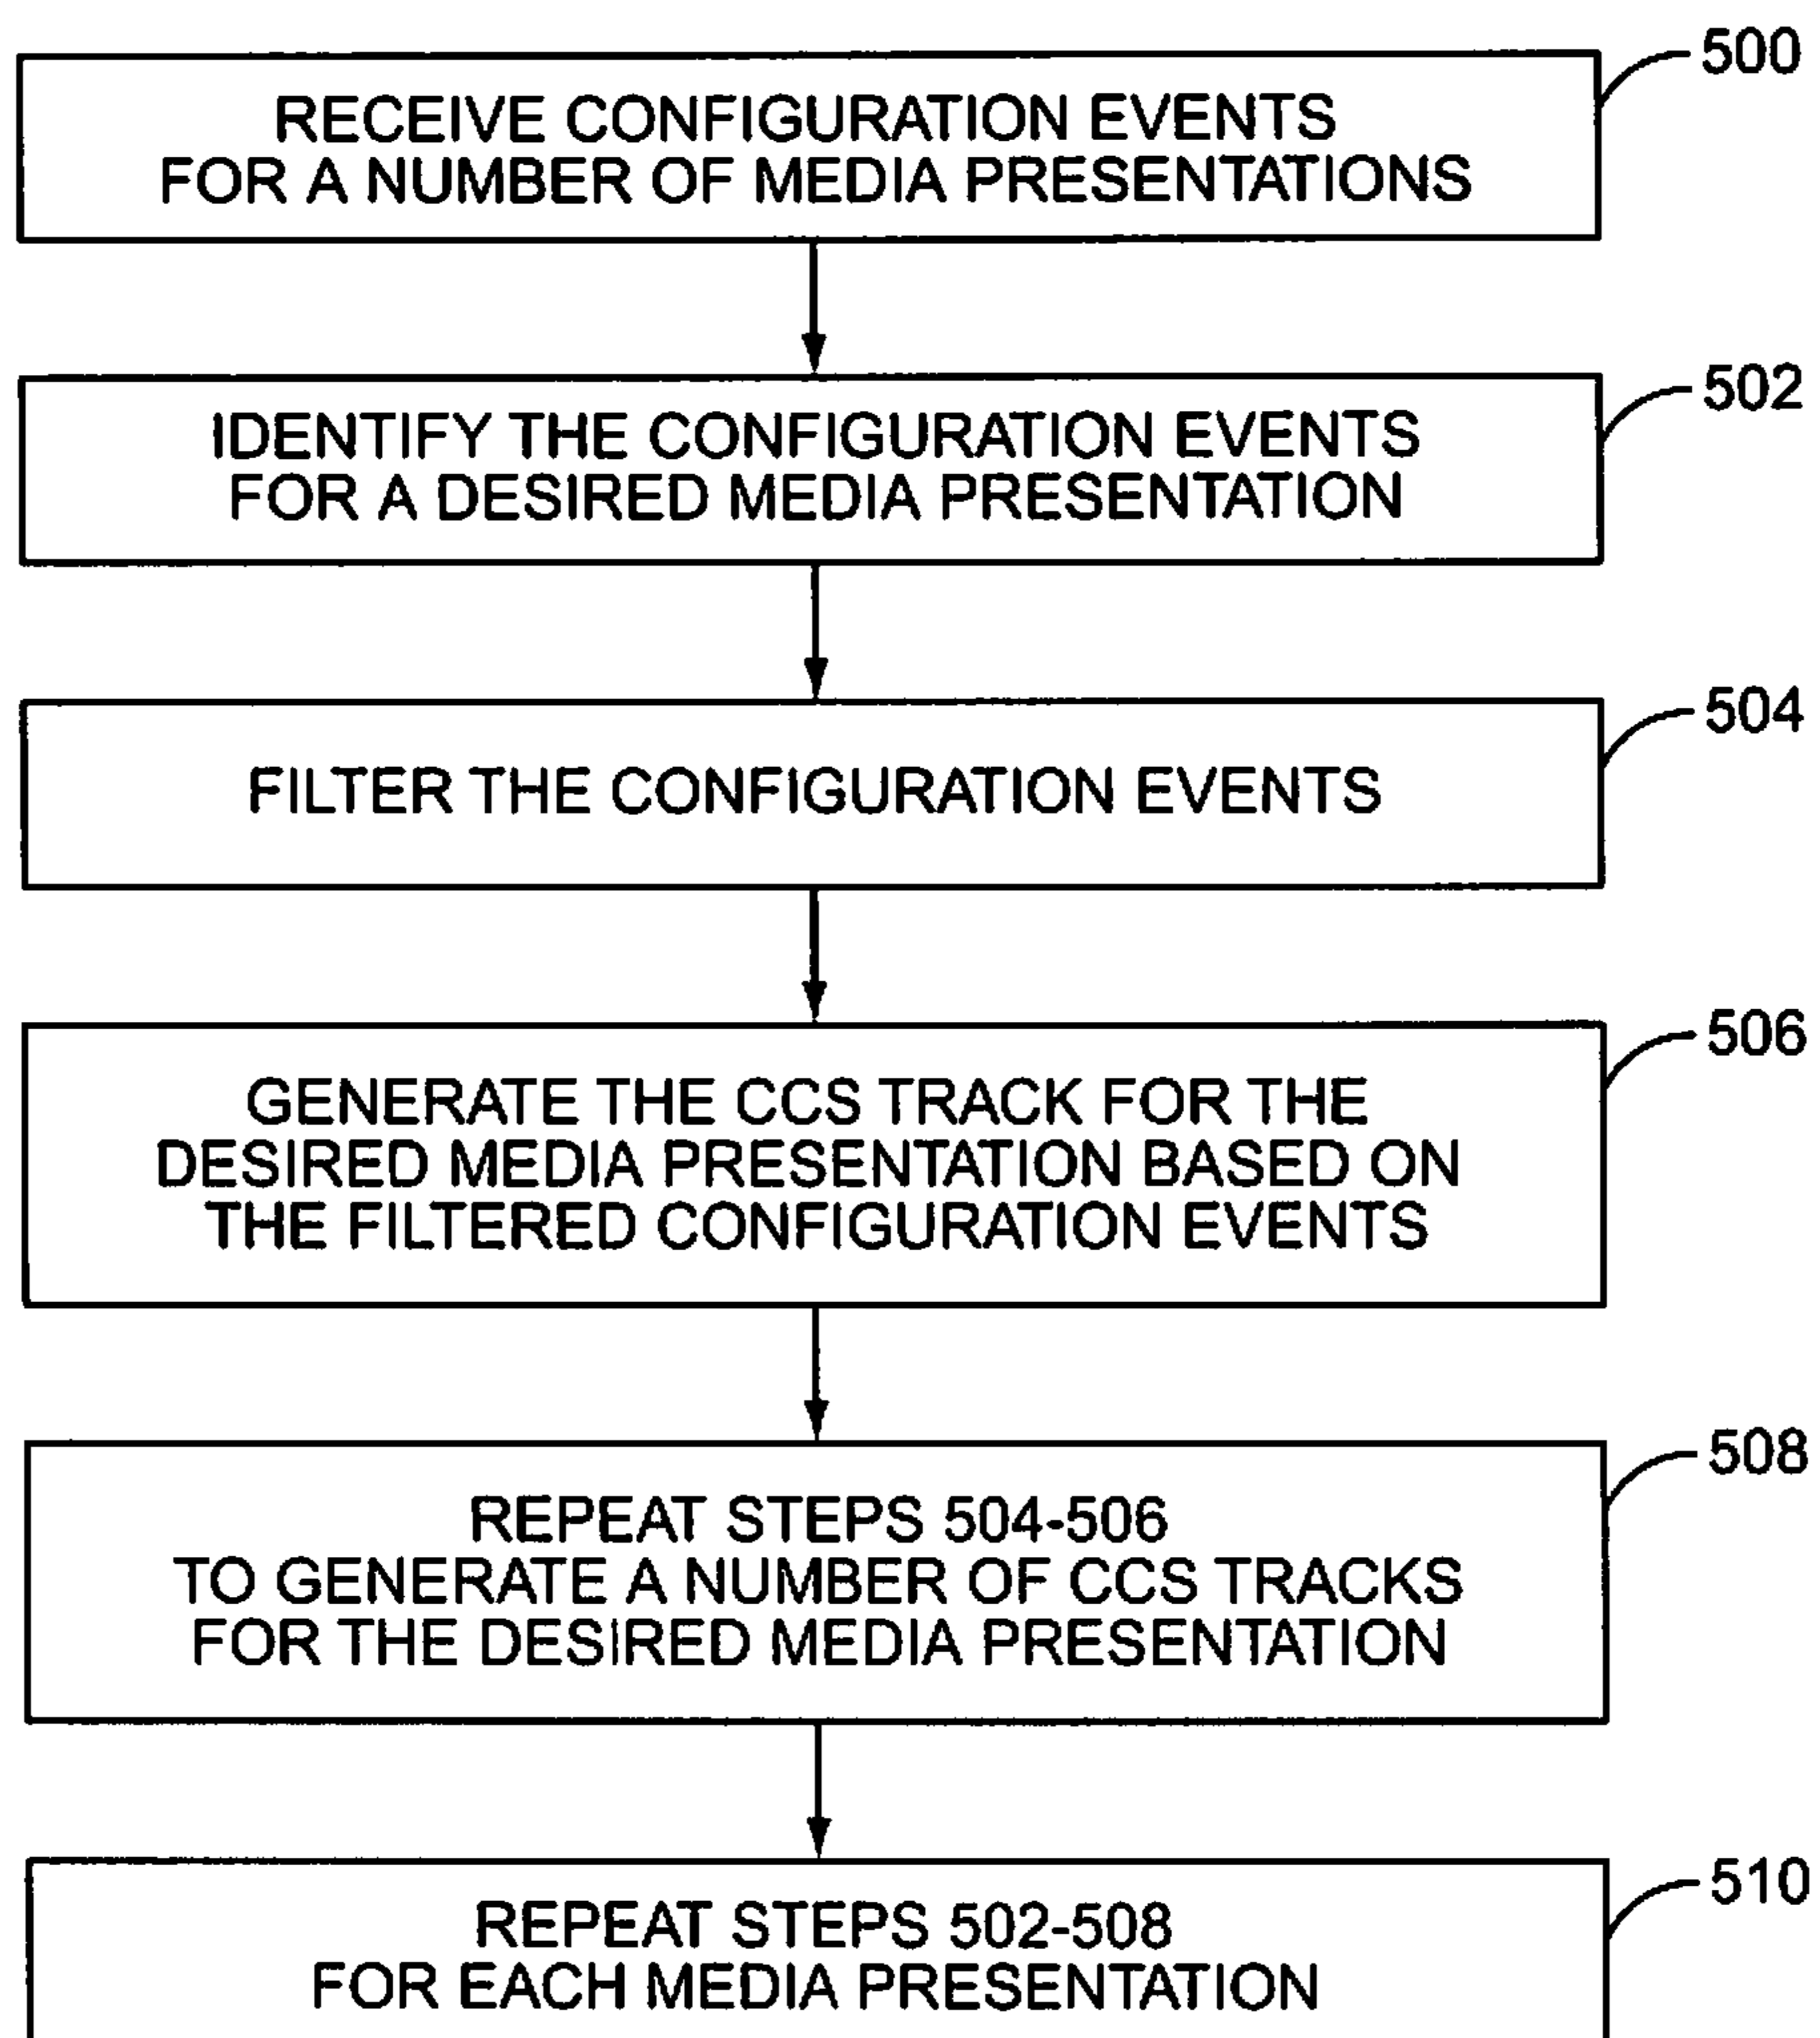 500
RECEIVE CONFIGURATION EVENTS
FOR A NUMBER OF MEDIA PRESENTATIONS
502
IDENTIFY THE CONFIGURATION EVENTS
FOR A DESIRED MEDIA PRESENTATION
504
FILTER THE CONFIGURATION EVENTS
506
GENERATE THE CCS TRACK FOR THE
DESIRED MEDIA PRESENTATION BASED ON
THE FILTERED CONFIGURATION EVENTS
508
REPEAT STEPS 504-506
TO GENERATE A NUMBER OF CCS TRACKS
FOR THE DESIRED MEDIA PRESENTATION
510
REPEAT STEPS 502-508
FOR EACH MEDIA PRESENTATION